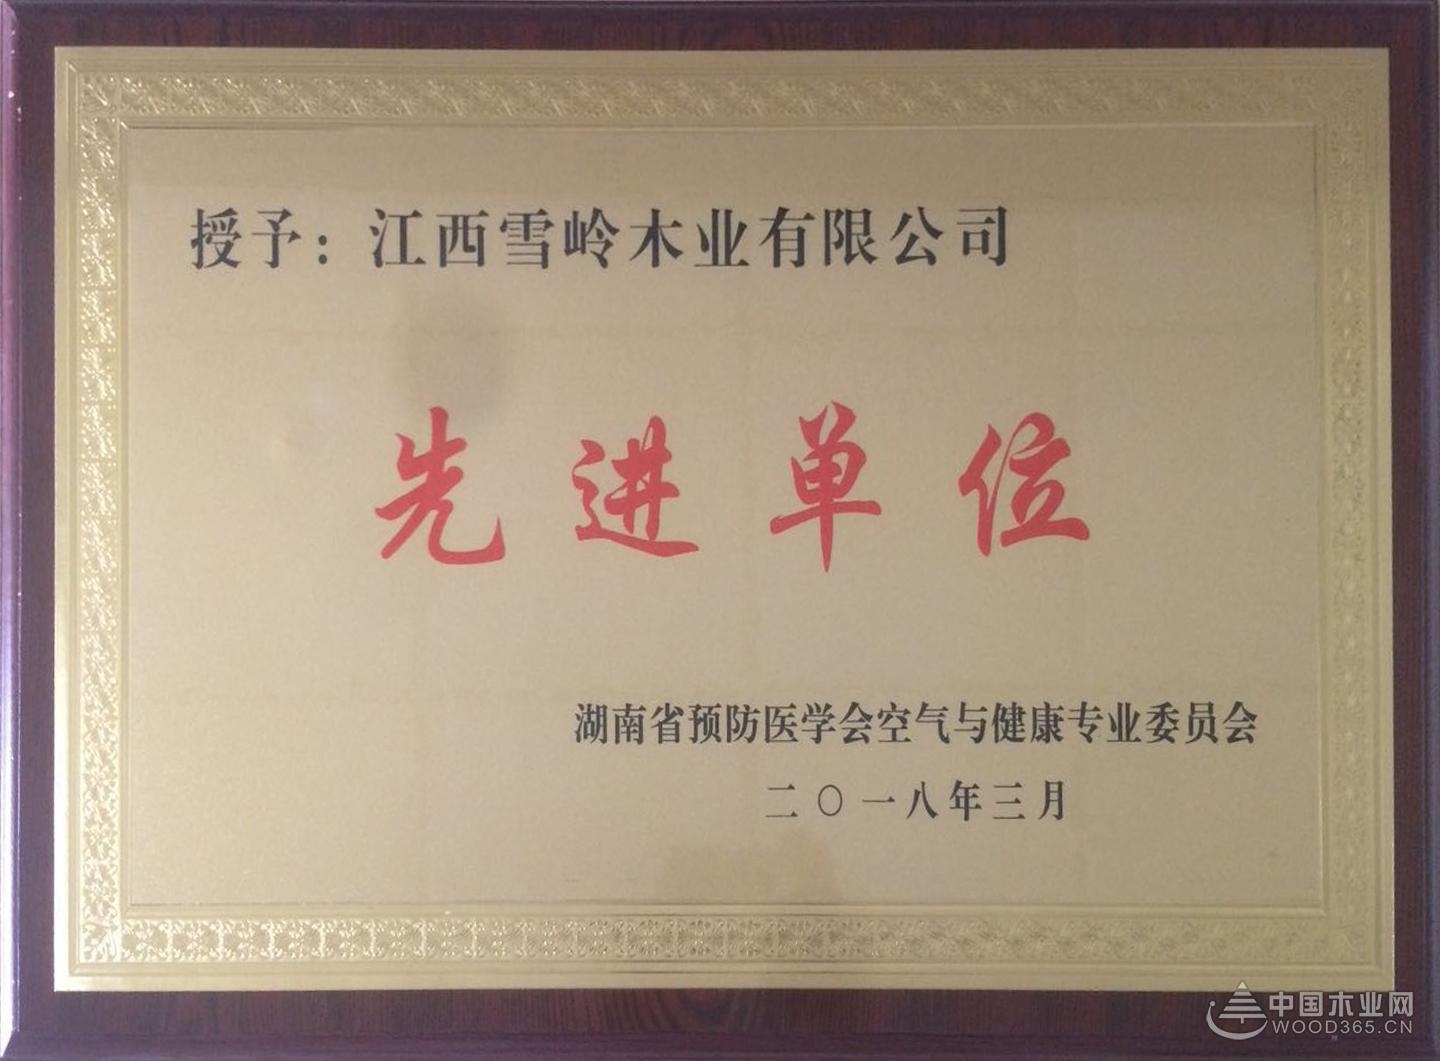 授予：江西雪岭木业有限公司
先进单位
湖南省预防医学会空气与健康专业委员会
二〇一八年三月
中国木业网
WOOD365.CN